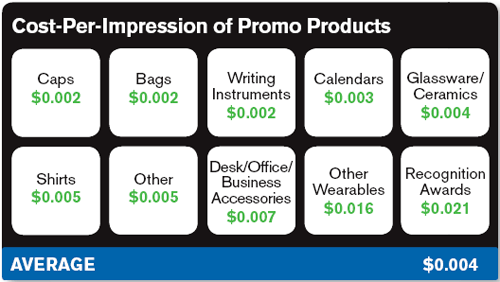 Cost-Per-Impression of Promo Products
Caps
$0.002
Bags
$0.002
Writing
Instruments
$0.002
Calendars
$0.003
Glassware/
Ceramics
$0.004
Shirts
$0.005
Other
$0.005
Desk/Office/
Business
Accessories
$0.007
Other
Wearables
$0.016
Recognition
Awards
$0.021
AVERAGE $0.004